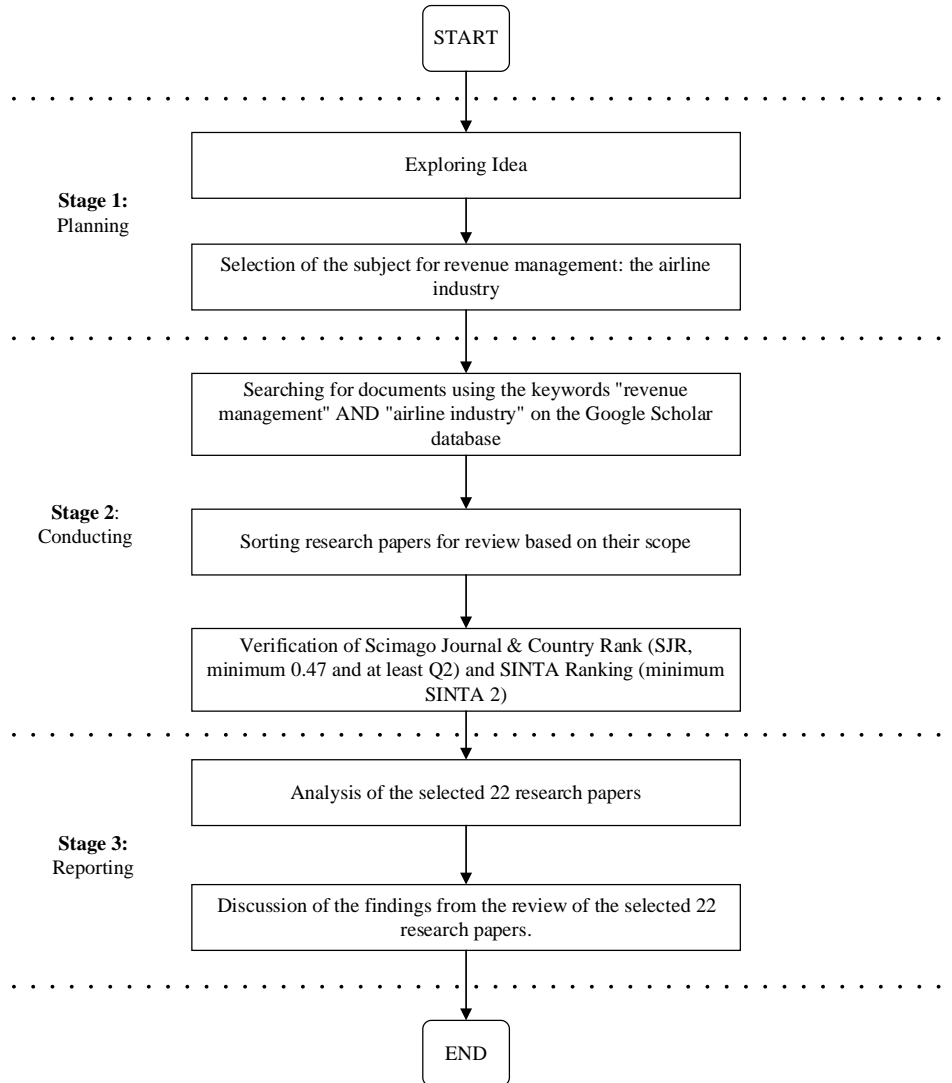 START
Exploring Idea
Stage 1:
Planning
Selection of the subject for revenue management: the airline
industry
Searching for documents using the keywords "revenue
management" AND "airline industry" on the Google Scholar
database
Stage 2:
Conducting
Sorting research papers for review based on their scope
Verification of Scimago Journal & Country Rank (SJR,
minimum 0.47 and at least Q2) and SINTA Ranking (minimum
SINTA 2)
Analysis of the selected 22 research papers
Stage 3:
Reporting
Discussion of the findings from the review of the selected 22
research papers.
END